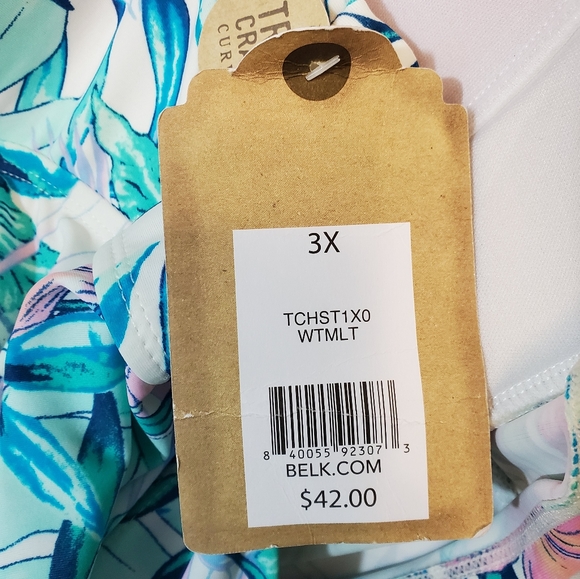 3X
TCHST1X0
WTMLT
8 40055 92307 3
BELK.COM
$42.00